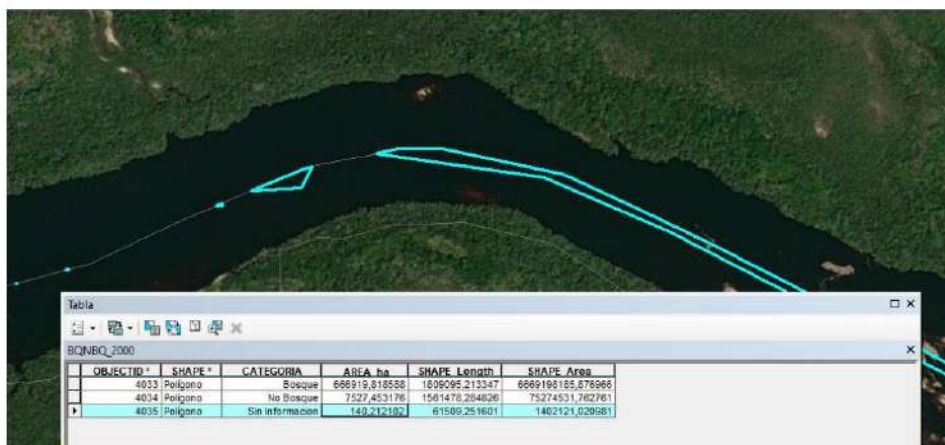 Tabla
BQNBQ_2000
OBJECTID * SHAPE * CATEGORIA AREA_ha SHAPE_Length SHAPE_Area
4033 Polígono Bosque 666919,818588 1809095,213347 6669198185,876966
4034 Polígono No Bosque 7527,453176 1561478,284826 75274531,762761
4035 Polígono Sin Informacion 140,212102 61509,251601 1402121,020981